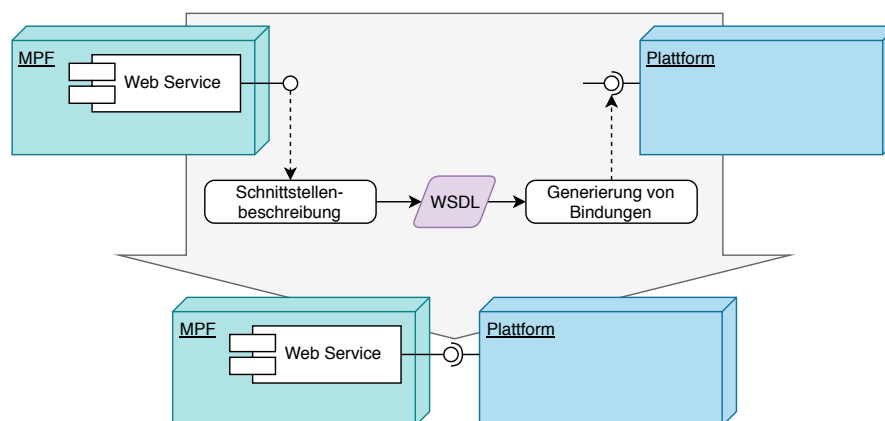 MPF
Web Service
Plattform
Schnittstellen-
beschreibung
WSDL
Generierung von
Bindungen
MPF
Web Service
Plattform